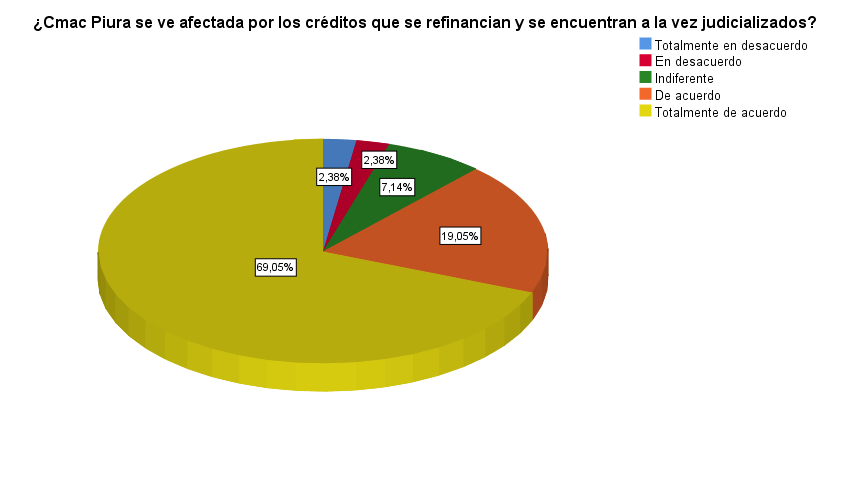 ¿Cmac Piura se ve afectada por los créditos que se refinancian y se encuentran a la vez judicializados?
Totalmente en desacuerdo
En desacuerdo
Indiferente
De acuerdo
Totalmente de acuerdo
2,38%
2,38%
7,14%
19,05%
69,05%